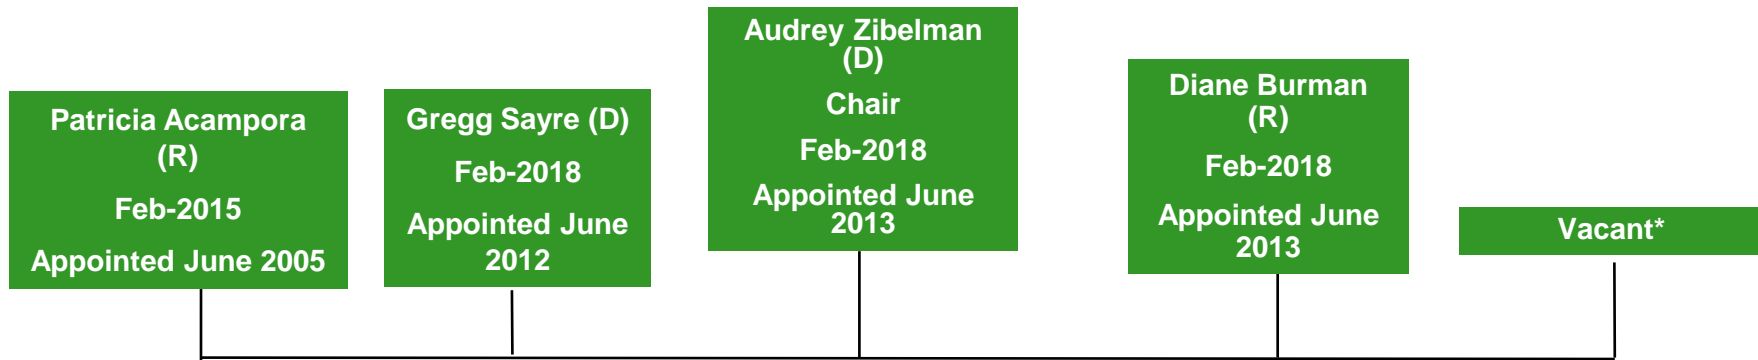 Patricia Acampora
(R)
Feb-2015
Appointed June 2005
Gregg Sayre (D)
Feb-2018
Appointed June
2012
Audrey Zibelman
(D)
Chair
Feb-2018
Appointed June
2013
Diane Burman
(R)
Feb-2018
Appointed June
2013
Vacant*